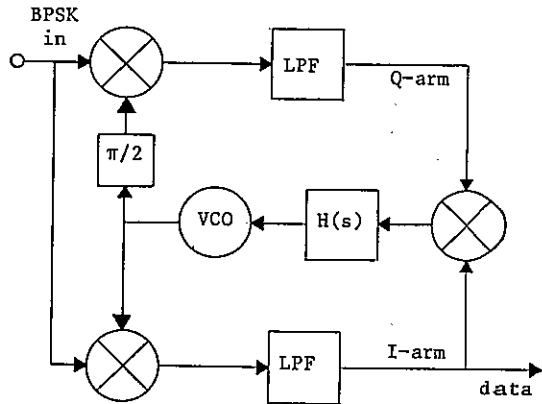 BPSK
in
LPF
Q-arm
π/2
VCO
H(s)
LPF
I-arm
data